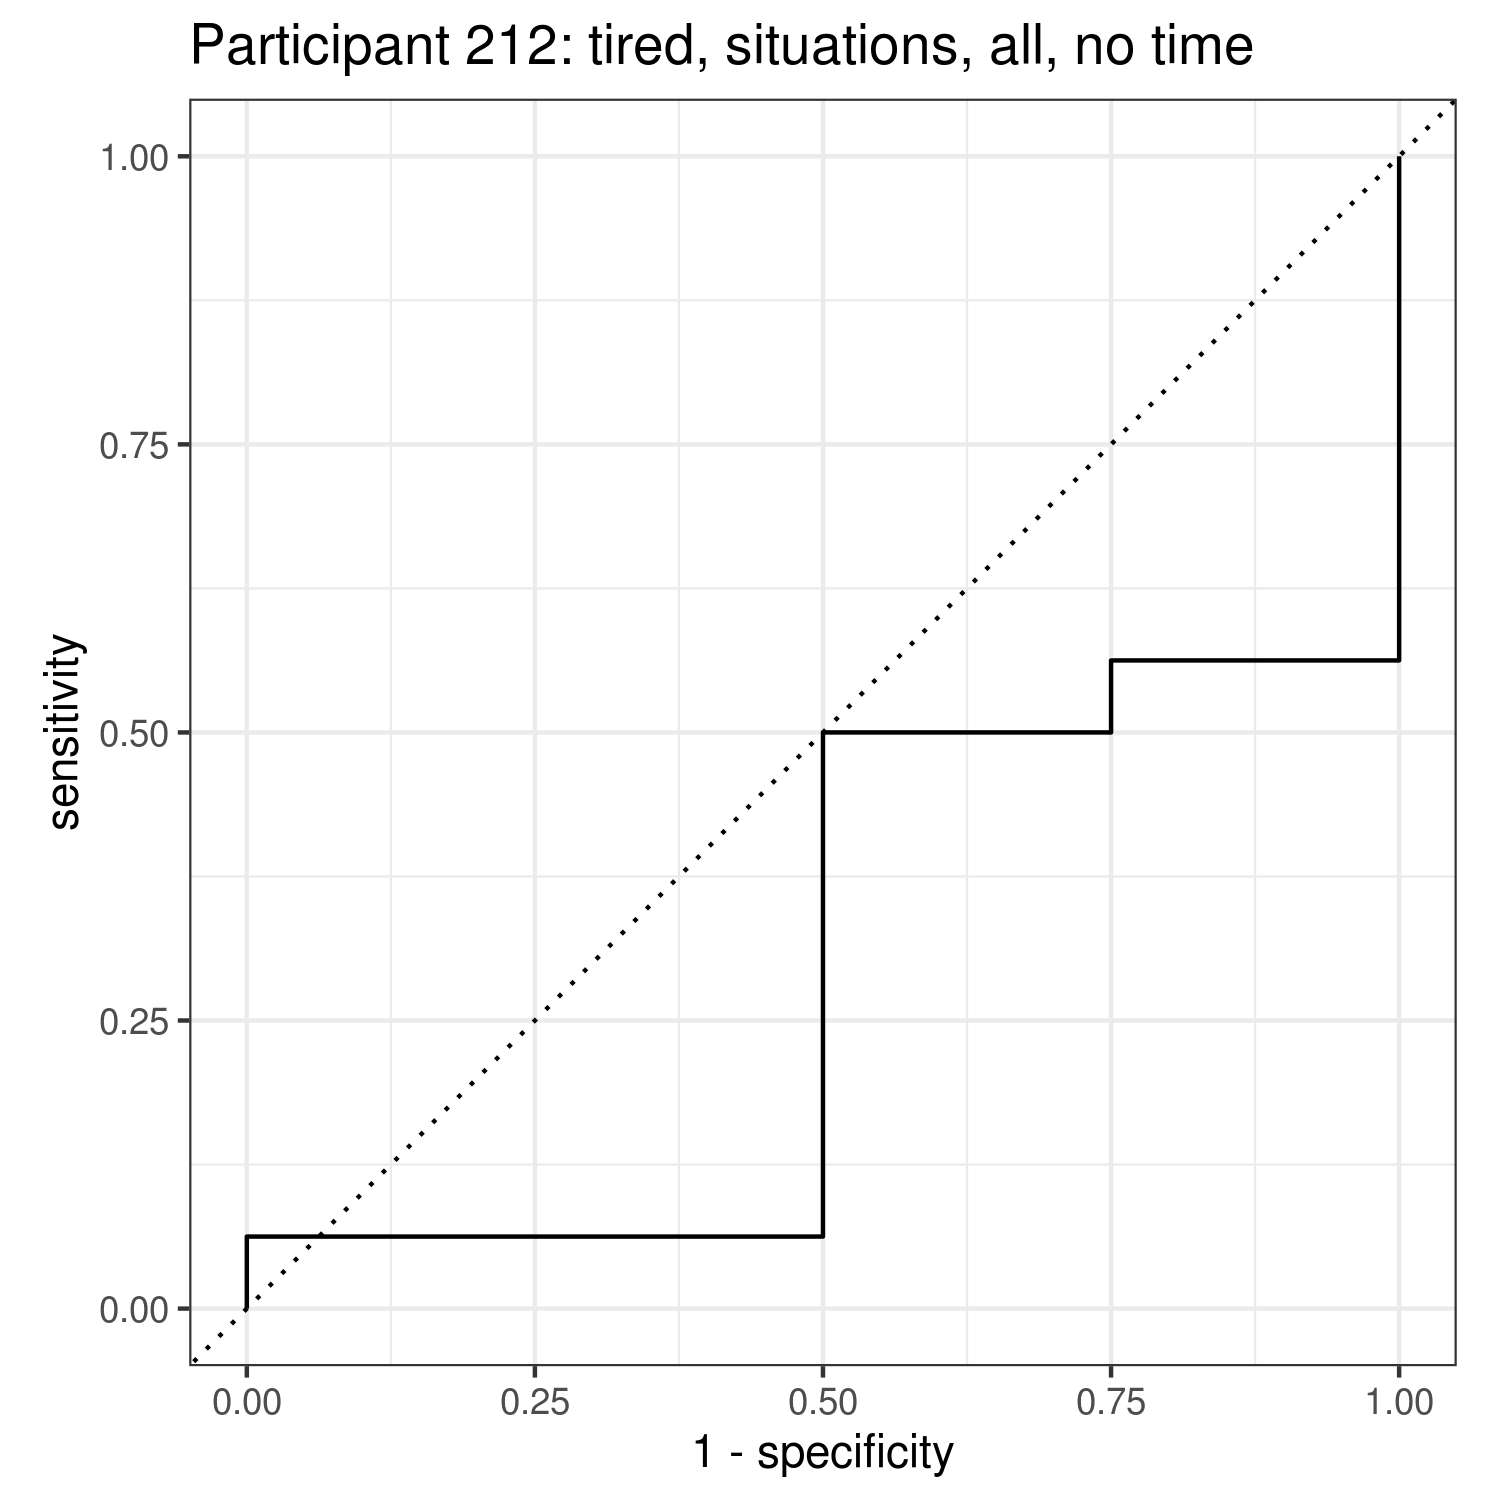 Participant 212: tired, situations, all, no time
1.00
0.75
0.50
0.25
0.00
sensitivity
0.00 0.25 0.50 0.75 1.00
1 - specificity